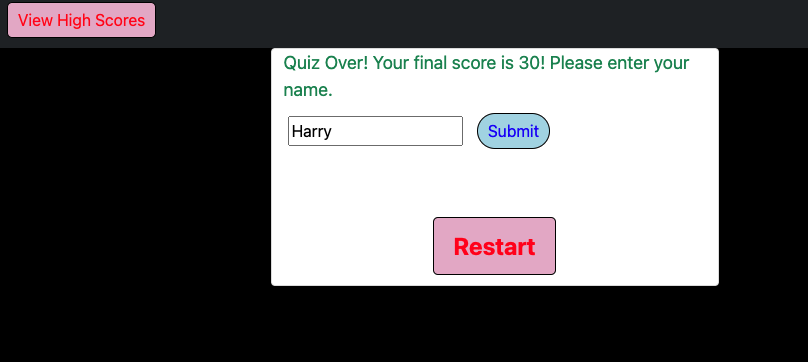 View High Scores
Quiz Over! Your final score is 30! Please enter your
name.
Harry
Submit
Restart